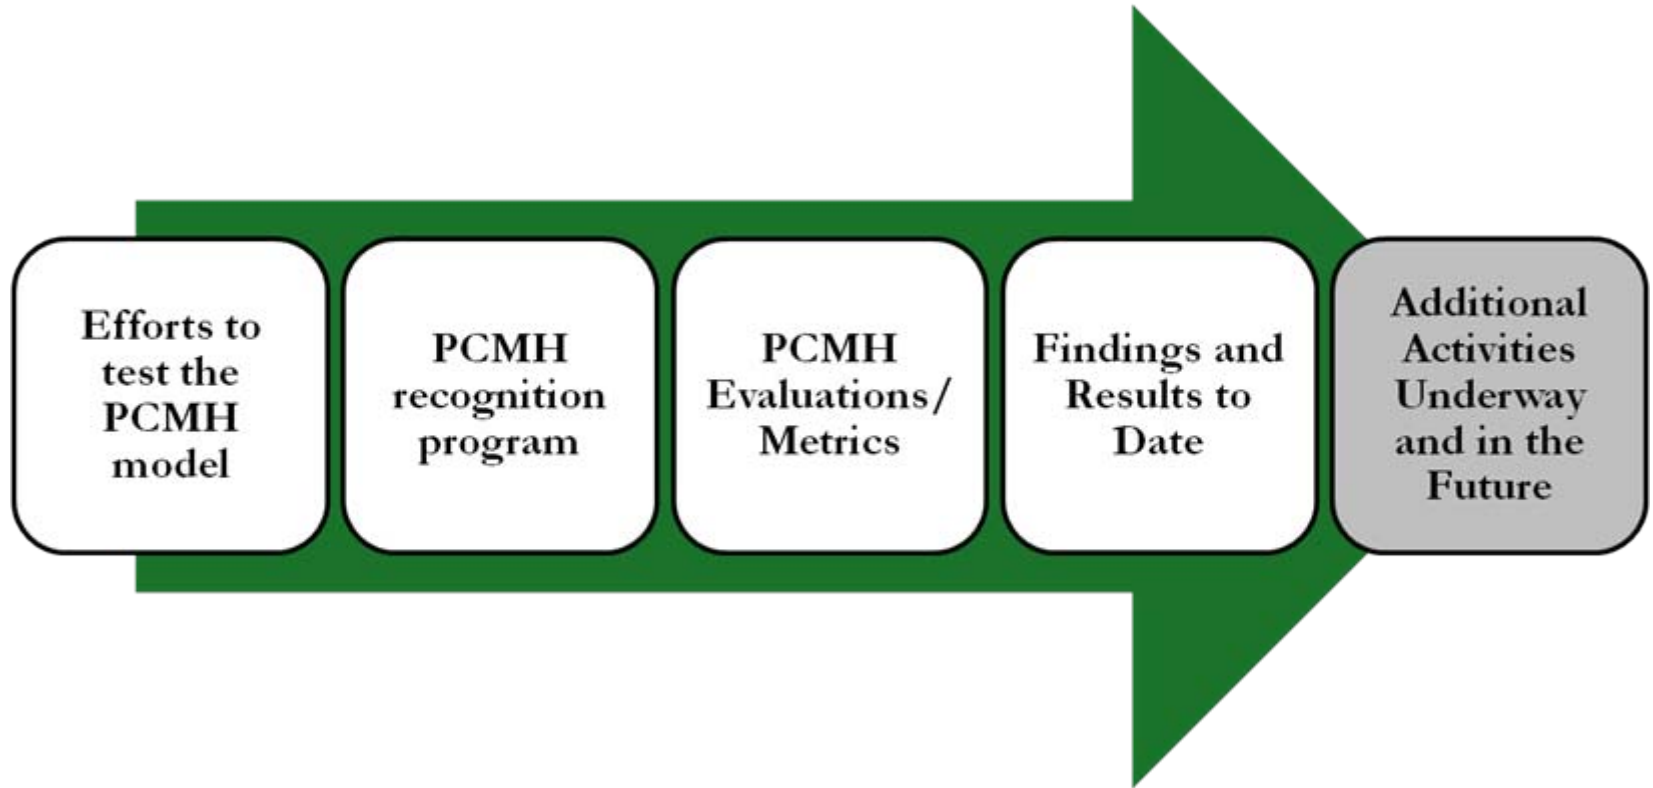 Efforts to
test the
PCMH
model
PCMH
recognition
program
PCMH
Evaluations/
Metrics
Findings and
Results to
Date
Additional
Activities
Underway
and in the
Future